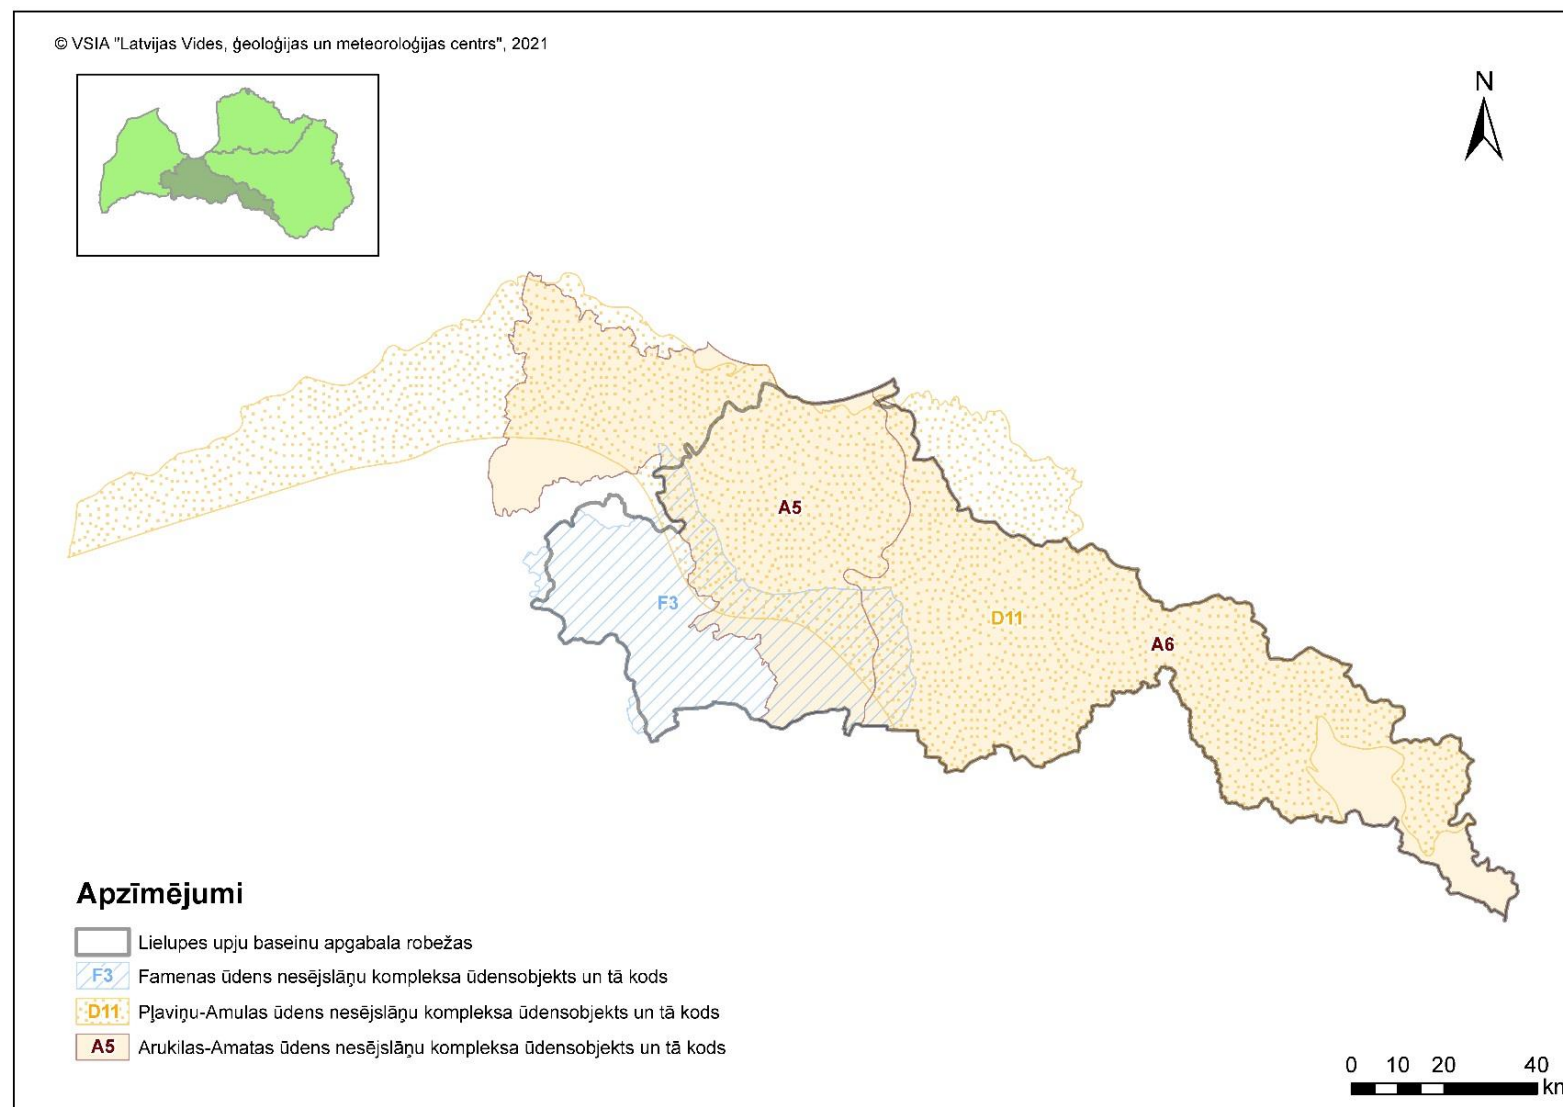 © VSIA "Latvijas Vides, ģeoloģijas un meteoroloģijas centrs", 2021
N
A5
F3
D11
A6
Apzīmējumi
Lielupes upju baseinu apgabala robežas
F3 Famenas ūdens nesējslāņu kompleksa ūdensobjekts un tā kods
D11 Pļaviņu-Amulas ūdens nesējslāņu kompleksa ūdensobjekts un tā kods
A5 Arukilas-Amatas ūdens nesējslāņu kompleksa ūdensobjekts un tā kods
0 10 20 40
km